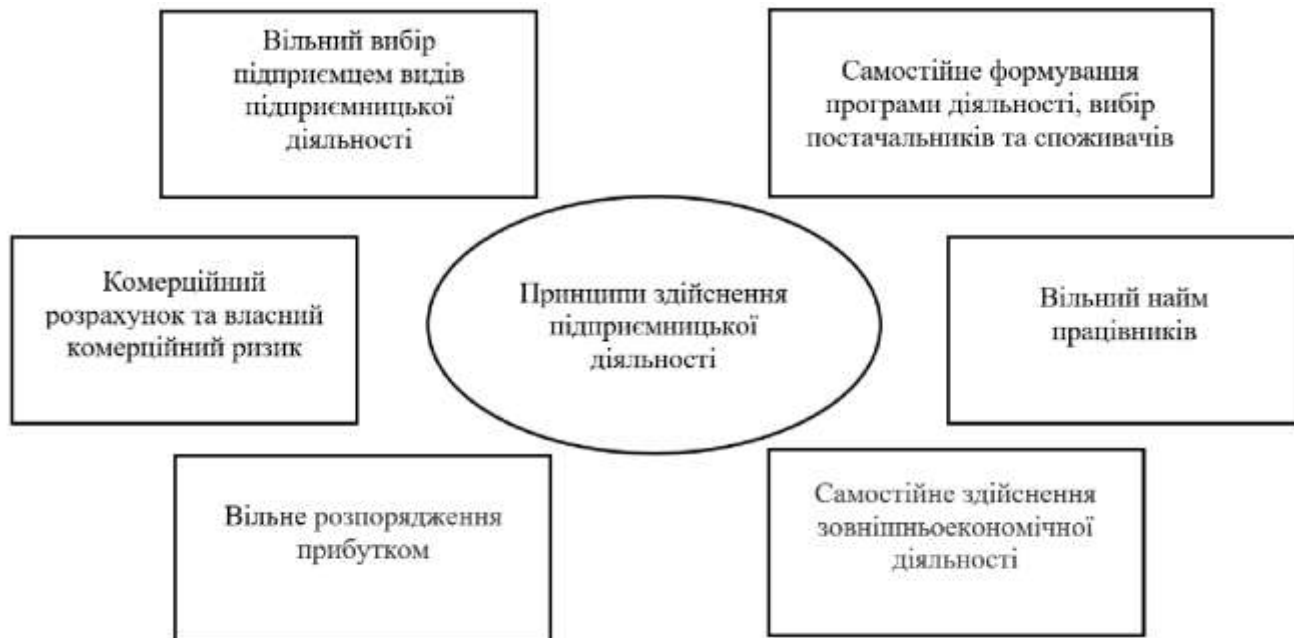 Вільний вибір
підприємцем видів
підприємницької
діяльності
Самостійне формування
програми діяльності, вибір
постачальників та споживачів
Комерційний
розрахунок та власний
комерційний ризик
Принципи здійснення
підприємницької
діяльності
Вільний найм
працівників
Вільне розпорядження
прибутком
Самостійне здійснення
зовнішньоекономічної
діяльності